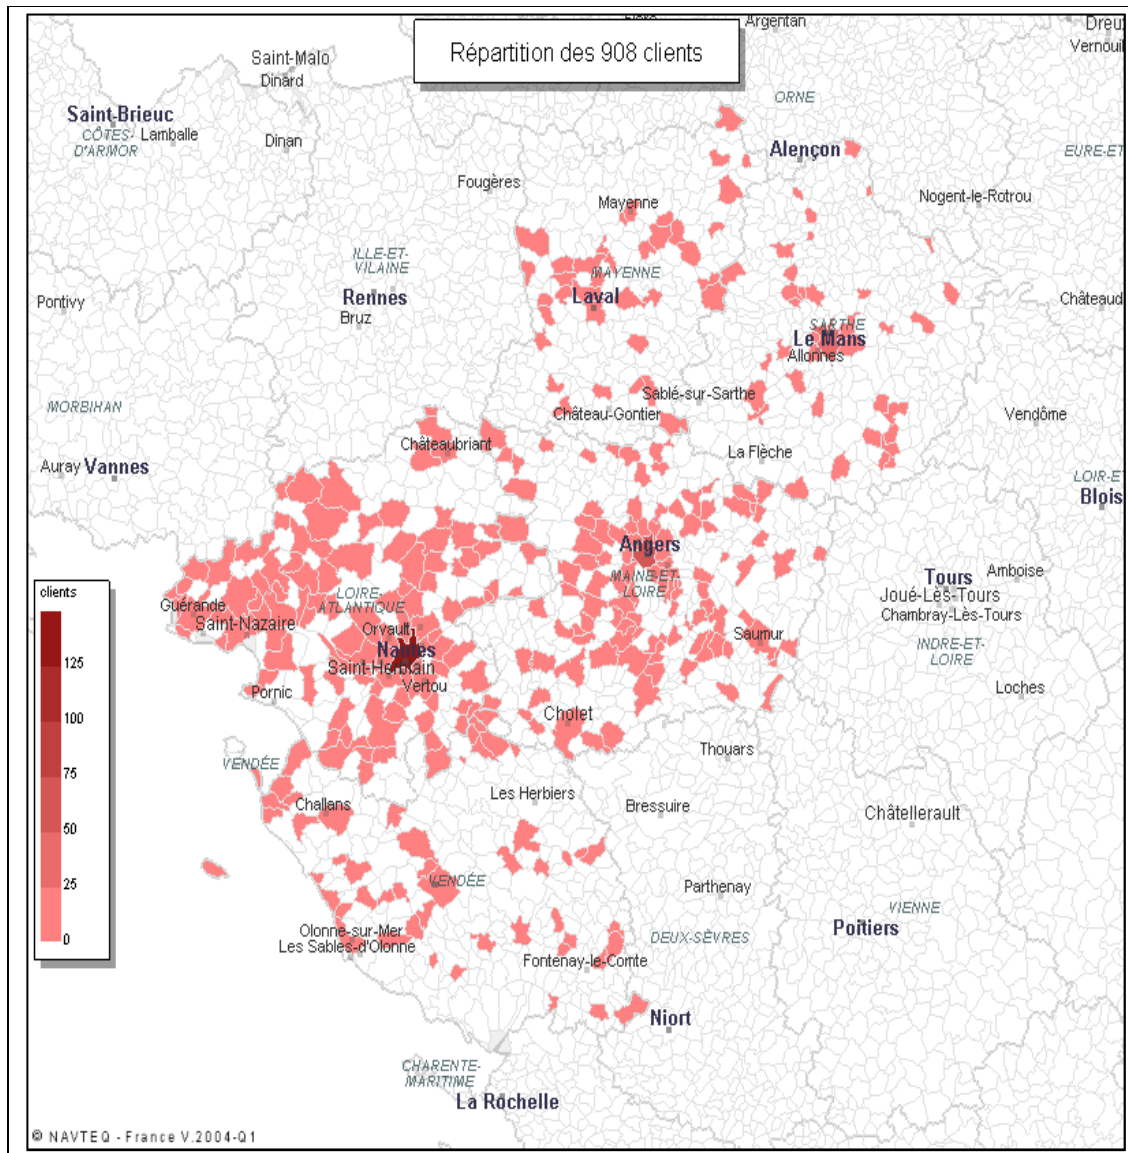 Argentan
Dreux
Répartition des 908 clients
Vernouil
Saint-Malo
Dinard
ORNE
Saint-Brieuc
CÔTES-
D'ARMOR
Lamballe
Dinan
Alençon
EURE-ET
Fougères
Nogent-le-Rotrou
Mayenne
ILLE-ET-
VILAINE
MAYENNE
Pontivy
Rennes
Laval
Châteaud
Bruz
SARTHE
Le Mans
Allonnes
MORBIHAN
Sablé-sur-Sarthe
Château-Gontier
Vendôme
Châteaubriant
La Flèche
Auray
Vannes
LOIR-ET
Blois
Angers
clients
MAINE-ET-
LOIRE
Tours
Amboise
Joué-Lès-Tours
Chambray-Lès-Tours
LOIRE-
ATLANTIQUE
Guérande
Saint-Nazaire
Orvault
Saumur
INDRE-ET-
LOIRE
Nantes
Saint-Herblain
Vertou
Pornic
Loches
125
100
75
50
25
0
Cholet
Thouars
VENDÉE
Challans
Les Herbiers
Bressuire
Châtellerault
VENDÉE
Parthenay
VIENNE
Poitiers
Olonne-sur-Mer
Les Sables-d'Olonne
DEUX-SÈVRES
Fontenay-le-Comte
Niort
CHARENTE-
MARITIME
La Rochelle
© NAVTEQ - France V.2004-Q1